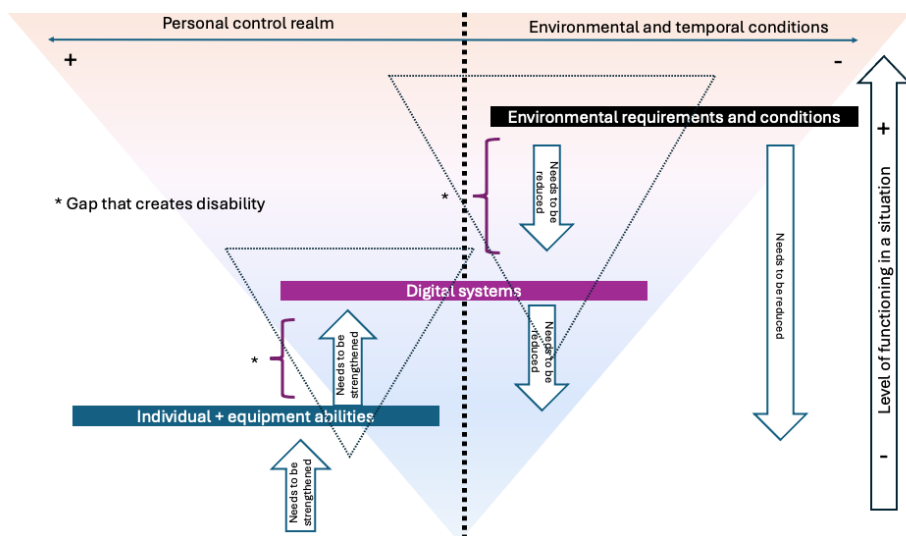 Personal control realm
Environmental and temporal conditions
+
-
Environmental requirements and conditions
+
*
Needs to be
reduced
* Gap that creates disability
Needs to be reduced
Level of functioning in a situation
Digital systems
Needs to be
strengthened
Needs to be
reduced
*
Individual + equipment abilities
-
Needs to be
strengthened